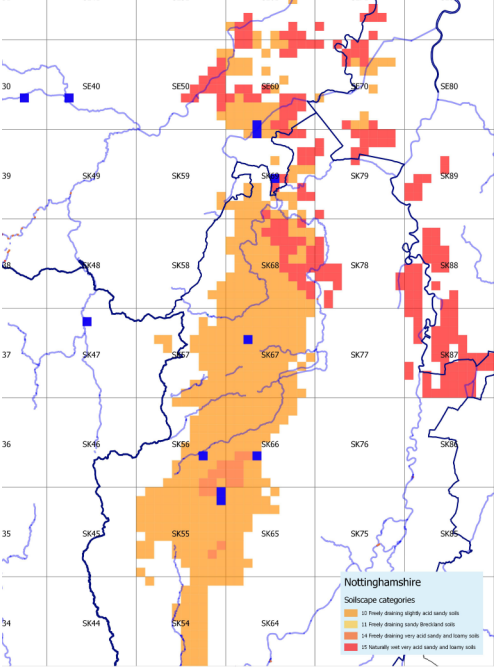 30 SE40 SE50 SE60 SE70 SE80
39 SK49 SK59 SK69 SK79 SK89
38 SK48 SK58 SK68 SK78 SK88
37 SK47 SK57 SK67 SK77 SK87
36 SK46 SK56 SK66 SK76 SK86
35 SK45 SK55 SK65 SK75 SK85
34 SK44 SK54 SK64
Nottinghamshire
Soilscape categories
10 Freely draining slightly acid sandy soils
11 Freely draining sandy Breckland soils
14 Freely draining very acid sandy and loamy soils
15 Naturally wet very acid sandy and loamy soils